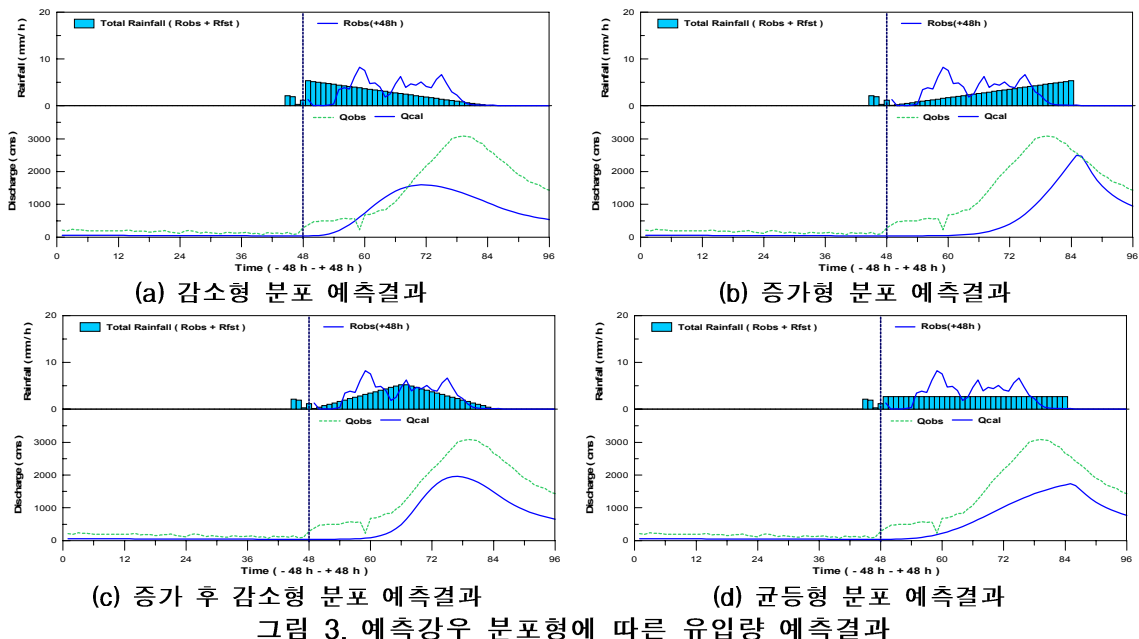 20
10
0
Rainfall ( mm/ h )
Total Rainfall ( Robs + Rfst )
Robs(+48h )
Qobs
Qcal
3000
2000
1000
0
Discharge ( cms )
0 12 24 36 48 60 72 84 96
Time ( - 48 h - + 48 h )
(a) 감소형 분포 예측결과
20
10
0
Rainfall ( mm/ h )
Total Rainfall ( Robs + Rfst )
Robs(+48h )
Qobs
Qcal
3000
2000
1000
0
Discharge ( cms )
0 12 24 36 48 60 72 84 96
Time ( - 48 h - + 48 h )
(b) 증가형 분포 예측결과
20
10
0
Rainfall ( mm/ h )
Total Rainfall ( Robs + Rfst )
Robs(+48h )
Qobs
Qcal
3000
2000
1000
0
Discharge ( cms )
0 12 24 36 48 60 72 84 96
Time ( - 48 h - + 48 h )
(c) 증가 후 감소형 분포 예측결과
20
10
0
Rainfall ( mm/ h )
Total Rainfall ( Robs + Rfst )
Robs(+48h )
Qobs
Qcal
3000
2000
1000
0
Discharge ( cms )
0 12 24 36 48 60 72 84 96
Time ( - 48 h - + 48 h )
(d) 균등형 분포 예측결과
그림 3. 예측강우 분포형에 따른 유입량 예측결과